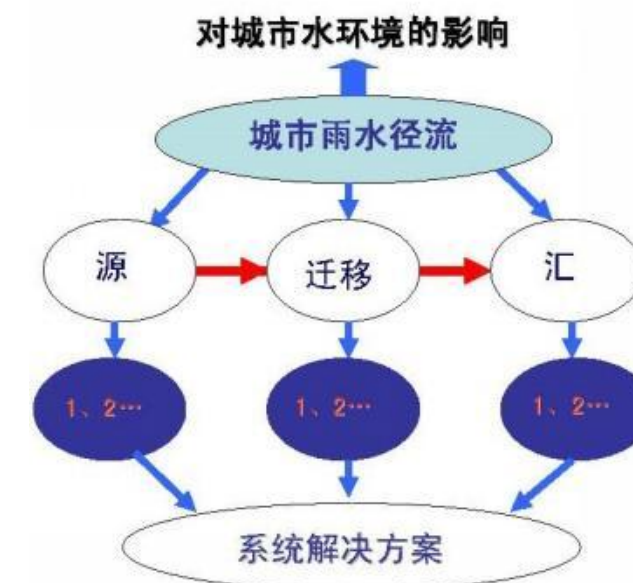 对城市水环境的影响
城市雨水径流
源
迁移
汇
1、2…
1、2…
1、2…
系统解决方案